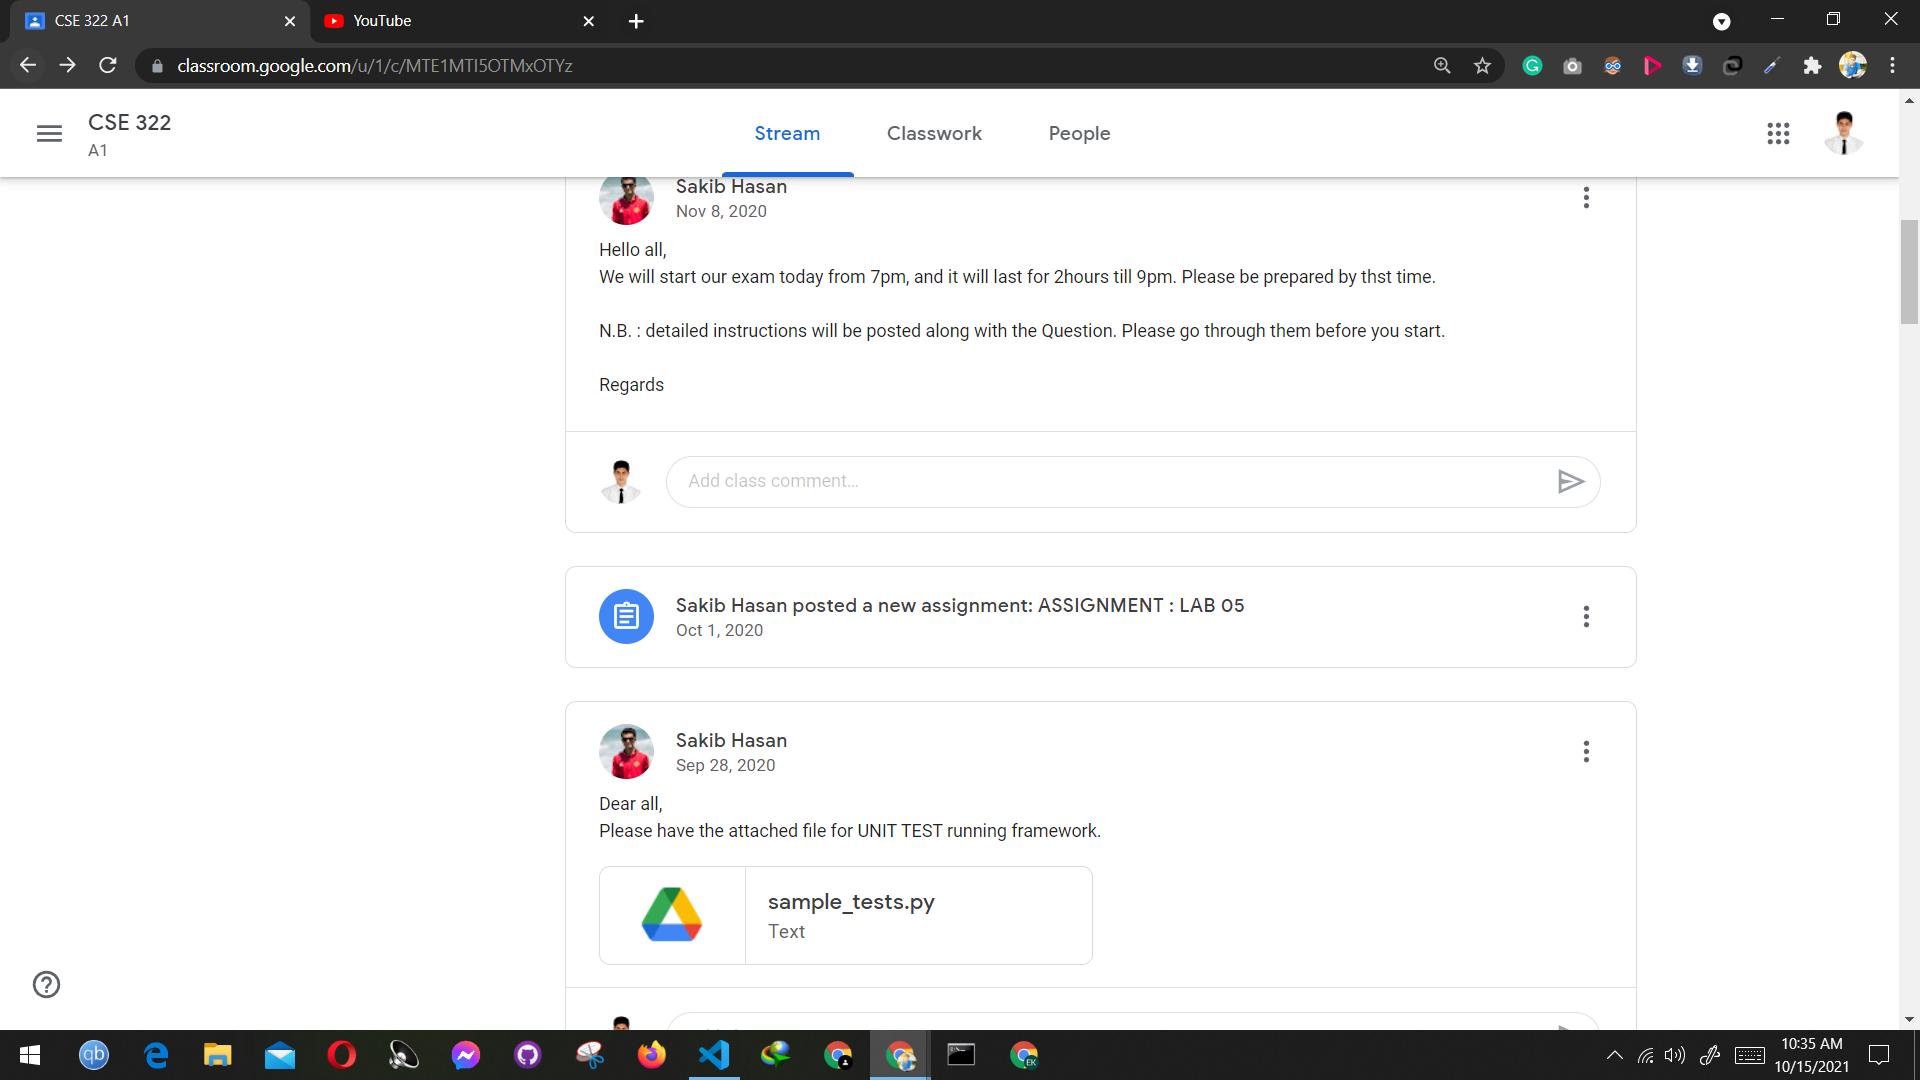 CSE 322 A1
YouTube
classroom.google.com/u/1/c/MTE1MTI5OTMxOTYz
CSE 322
A1
Stream
Classwork
People
Sakib Hasan
Nov 8, 2020
Hello all,
We will start our exam today from 7pm, and it will last for 2hours till 9pm. Please be prepared by thst time.
N.B. : detailed instructions will be posted along with the Question. Please go through them before you start.
Regards
Add class comment...
Sakib Hasan posted a new assignment: ASSIGNMENT : LAB 05
Oct 1, 2020
Sakib Hasan
Sep 28, 2020
Dear all,
Please have the attached file for UNIT TEST running framework.
sample_tests.py
Text
qb
EK
10:35 AM
10/15/2021